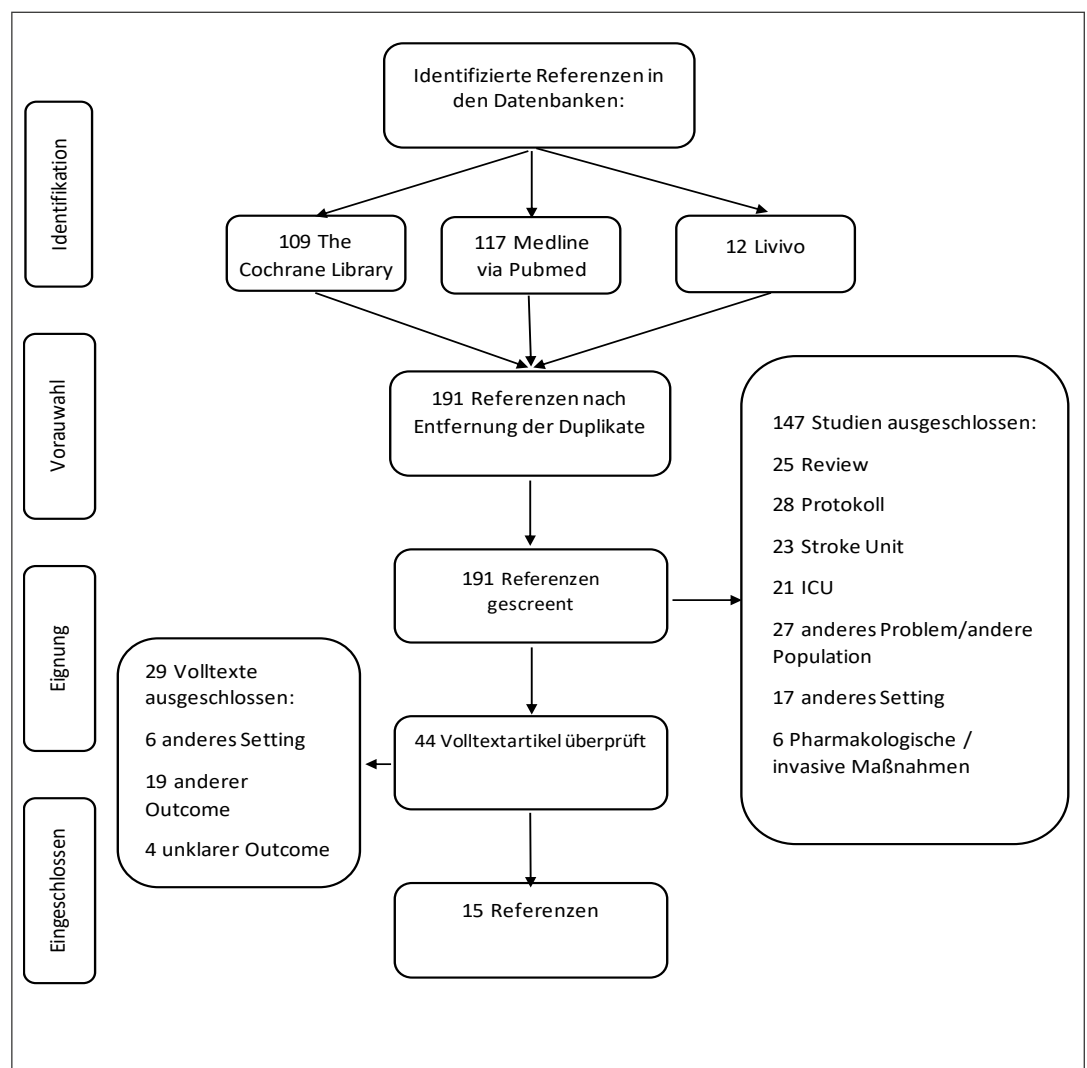 Identifizierte Referenzen in
den Datenbanken:
Identifikation
109 The
Cochrane Library
117 Medline
via Pubmed
12 Livivo
Vorauwahl
191 Referenzen nach
Entfernung der Duplikate
147 Studien ausgeschlossen:
25 Review
28 Protokoll
23 Stroke Unit
21 ICU
27 anderes Problem/andere
Population
17 anderes Setting
6 Pharmakologische /
invasive Maßnahmen
Eignung
191 Referenzen
gescreent
29 Volltexte
ausgeschlossen:
6 anderes Setting
19 anderer
Outcome
4 unklarer Outcome
44 Volltextartikel überprüft
Eingeschlossen
15 Referenzen